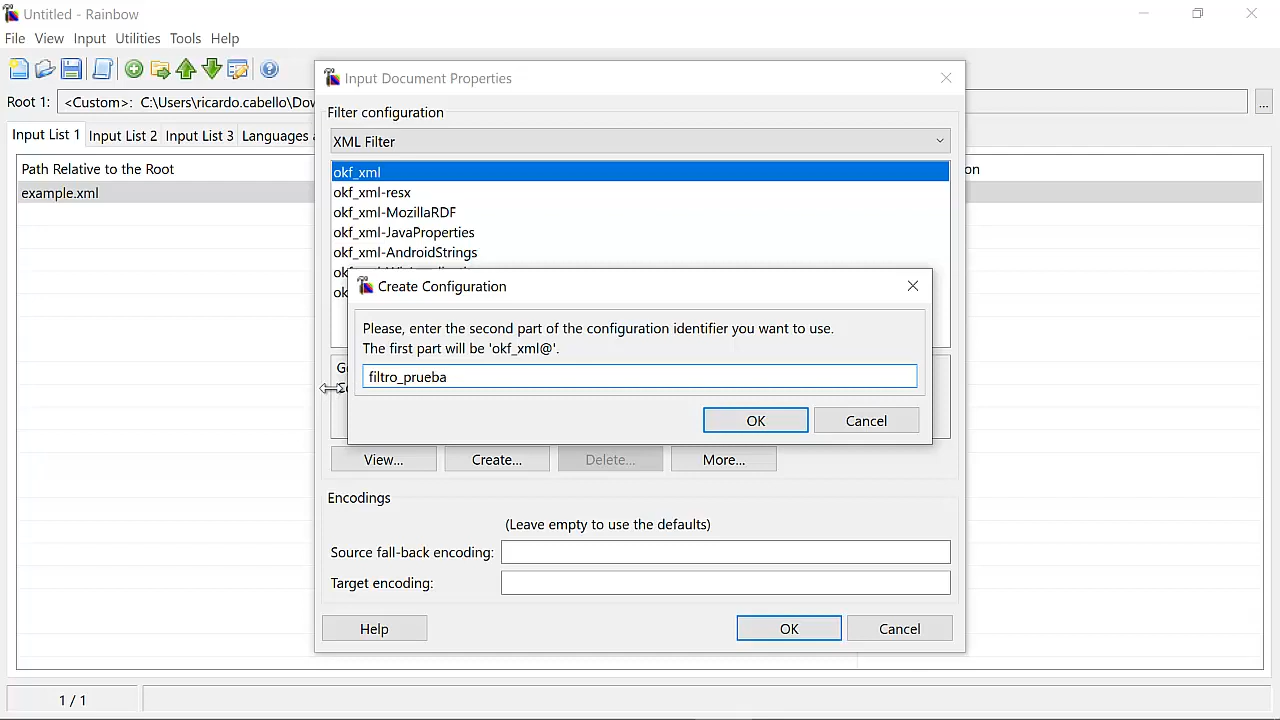 Untitled - Rainbow
File View Input Utilities Tools Help
Root 1: <Custom>: C:\Users\ricardo.cabello\Dow
...
Input List 1 Input List 2 Input List 3 Languages
Path Relative to the Root
example.xml
Input Document Properties
Filter configuration
XML Filter
okf_xml
okf_xml-resx
okf_xml-MozillaRDF
okf_xml-JavaProperties
okf_xml-AndroidStrings
Create Configuration
Please, enter the second part of the configuration identifier you want to use.
The first part will be 'okf_xml@'.
filtro_prueba
OK Cancel
View... Create... Delete... More...
Encodings
(Leave empty to use the defaults)
Source fall-back encoding:
Target encoding:
Help OK Cancel
1 / 1